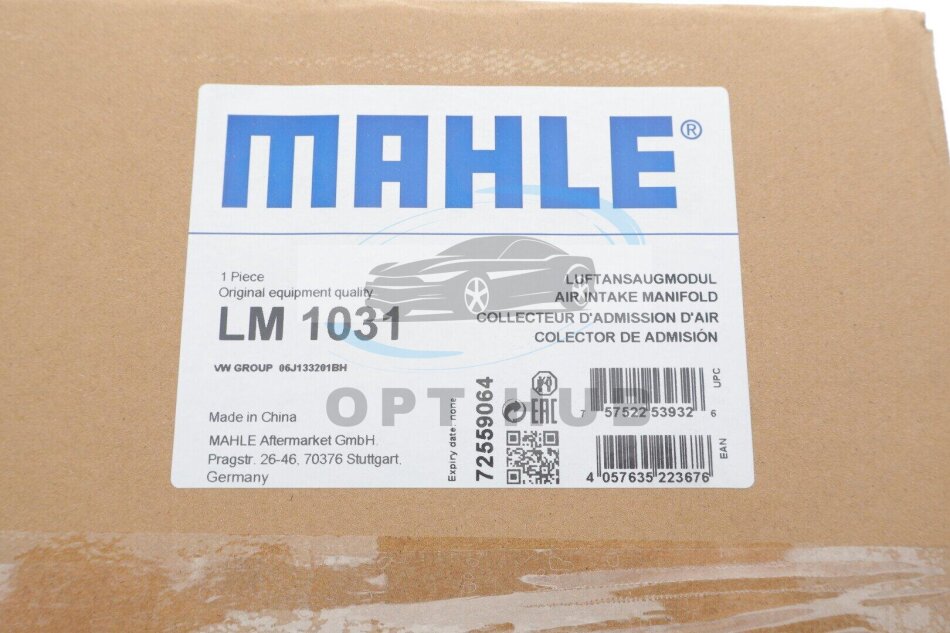 MAHLE®
1 Piece
Original equipment quality
LM 1031
VW GROUP 06J133201BH
LUFTANSAUGMODUL
AIR INTAKE MANIFOLD
COLLECTEUR D'ADMISSION D'AIR
COLECTOR DE ADMISIÓN
OPT HUB
Made in China
MAHLE Aftermarket GmbH.
Pragstr. 26-46, 70376 Stuttgart,
Germany
Expiry date: none
72559064
EAC
7 57522 53932 6
UPC
4 057635 223676
EAN